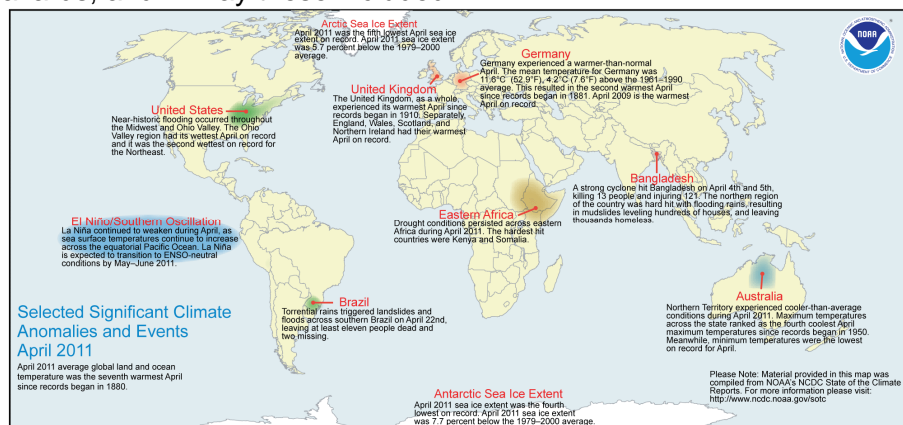 Arctic Sea Ice Extent
April 2011 was the fifth lowest April sea ice
extent on record. April 2011 sea ice extent
was 5.7 percent below the 1979–2000
average.
NOAA
Germany
Germany experienced a warmer-than-normal
April. The mean temperature for Germany was
11.6°C (52.9°F), 4.2°C (7.6°F) above the 1961–1990
average. This resulted in the second warmest April
since records began in 1881. April 2009 is the warmest
April on record.
United Kingdom
The United Kingdom, as a whole,
experienced its warmest April since
records began in 1910. Separately,
England, Wales, Scotland, and
Northern Ireland had their warmest
April on record.
United States
Near-historic flooding occurred throughout
the Midwest and Ohio Valley. The Ohio
Valley region had its wettest April on record
and it was the second wettest on record for
the Northeast.
Bangladesh
A strong cyclone hit Bangladesh on April 4th and 5th,
killing 13 people and injuring 121. The northern region
of the country was hard hit with flooding rains, resulting
in mudslides leveling hundreds of houses, and leaving
thousands homeless.
Eastern Africa
Drought conditions persisted across eastern
Africa during April 2011. The hardest hit
countries were Kenya and Somalia.
El Niño/Southern Oscillation
La Niña continued to weaken during April, as
sea surface temperatures continue to increase
across the equatorial Pacific Ocean. La Niña
is expected to transition to ENSO-neutral
conditions by May–June 2011.
Brazil
Torrential rains triggered landslides and
floods across southern Brazil on April 22nd,
leaving at least eleven people dead and
two missing.
Australia
Northern Territory experienced cooler-than-average
conditions during April 2011. Maximum temperatures
across the state ranked as the fourth coolest April
maximum temperatures since records began in 1950.
Meanwhile, minimum temperatures were the lowest
on record for April.
Selected Significant Climate
Anomalies and Events
April 2011
April 2011 average global land and ocean
temperature was the seventh warmest April
since records began in 1880.
Antarctic Sea Ice Extent
April 2011 sea ice extent was the fourth
lowest on record. April 2011 sea ice extent
was 7.7 percent below the 1979–2000 average.
Please Note: Material provided in this map was
compiled from NOAA's NCDC State of the Climate
Reports. For more information please visit:
http://www.ncdc.noaa.gov/sotc